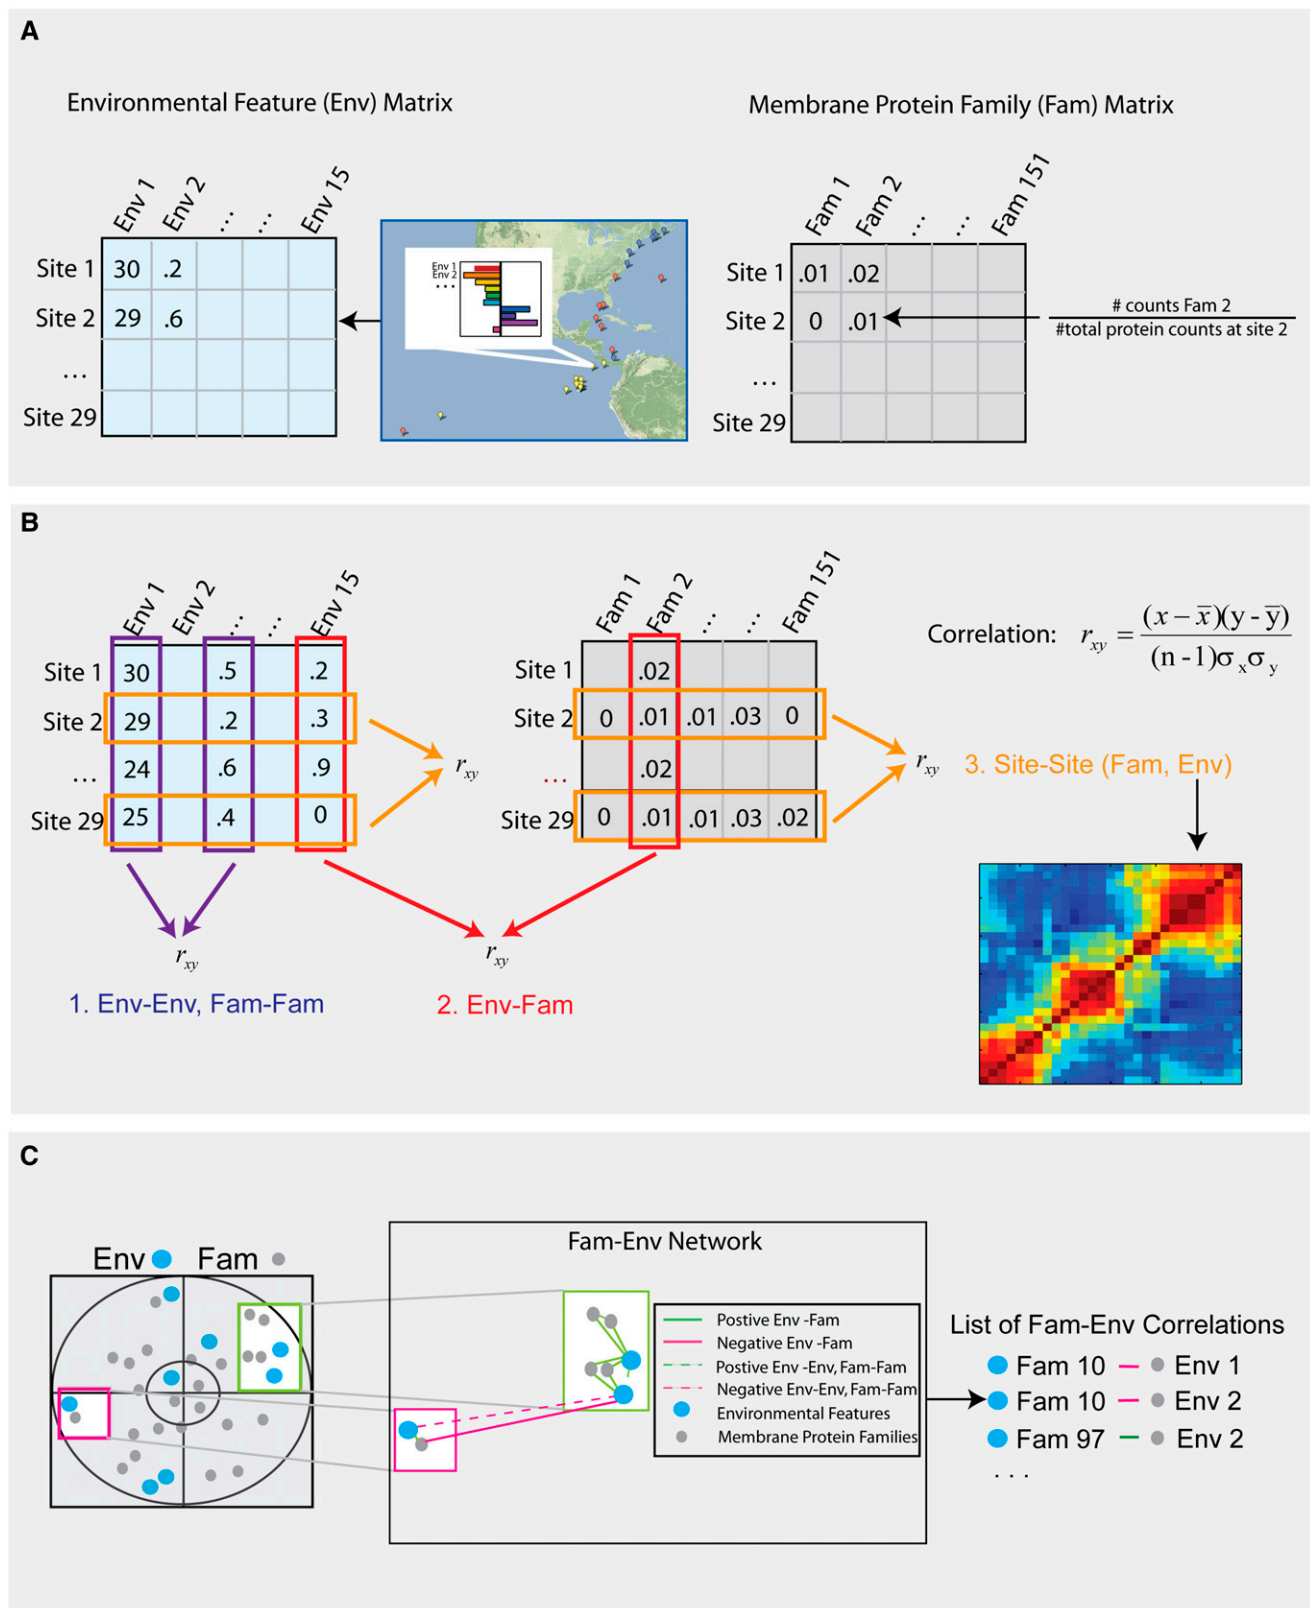 A
Environmental Feature (Env) Matrix
Membrane Protein Family (Fam) Matrix
Env 1 Env 2 ... ... Env 15
Site 1 30 .2
Site 2 29 .6
...
Site 29
Env 1
Env 2
...
Fam 1 Fam 2 ... ... Fam 151
Site 1 .01 .02
Site 2 0 .01
...
Site 29
# counts Fam 2
#total protein counts at site 2
B
Env 1 Env 2 ... ... Env 15
Site 1 30 .5 .2
Site 2 29 .2 .3
... 24 .6 .9
Site 29 25 .4 0
r_xy
r_xy
1. Env-Env, Fam-Fam
Fam 1 Fam 2 ... ... Fam 151
Site 1 .02
Site 2 0 .01 .01 .03 0
... .02
Site 29 0 .01 .01 .03 .02
r_xy
2. Env-Fam
Correlation: r_xy = (x – x̅)(y - y̅) / (n - 1)σ_x σ_y
r_xy 3. Site-Site (Fam, Env)
C
Env Fam
Fam-Env Network
Postive Env -Fam
Negative Env -Fam
Postive Env -Env, Fam-Fam
Negative Env-Env, Fam-Fam
Environmental Features
Membrane Protein Families
List of Fam-Env Correlations
Fam 10 Env 1
Fam 10 Env 2
Fam 97 Env 2
...